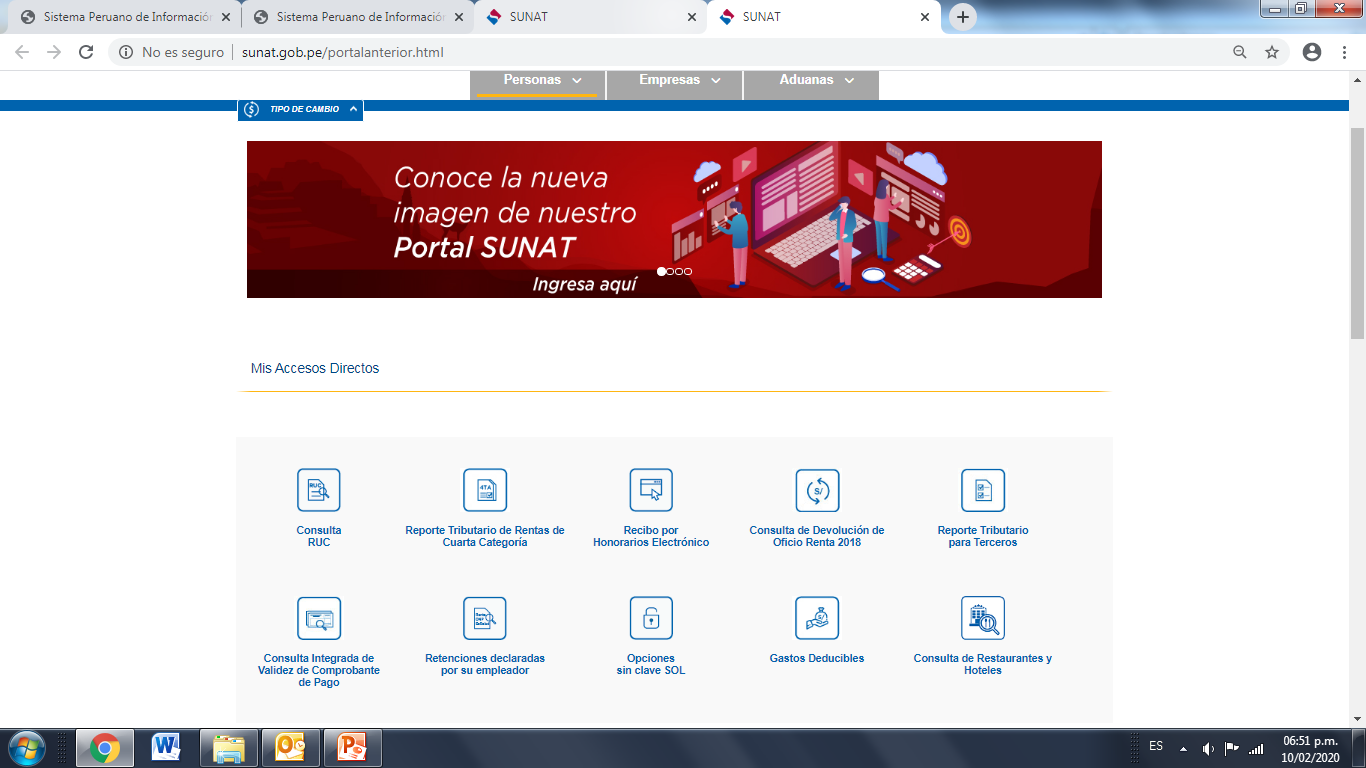 Sistema Peruano de Información
Sistema Peruano de Información
SUNAT
SUNAT
No es seguro
sunat.gob.pe/portalanterior.html
Personas
Empresas
Aduanas
TIPO DE CAMBIO
Conoce la nueva
imagen de nuestro
Portal SUNAT
Ingresa aquí
Mis Accesos Directos
RUC
4TA
S/
Consulta
RUC
Reporte Tributario de Rentas de
Cuarta Categoría
Recibo por
Honorarios Electrónico
Consulta de Devolución de
Oficio Renta 2018
Reporte Tributario
para Terceros
S/
Consulta Integrada de
Validez de Comprobante
de Pago
Retenciones declaradas
por su empleador
Opciones
sin clave SOL
Gastos Deducibles
Consulta de Restaurantes y
Hoteles
ES
06:51 p.m.
10/02/2020